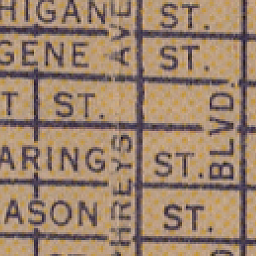 HIGAN ST.
GENE ST.
T ST.
ARING ST.
ASON ST.
HREYS AVE
BLVD.